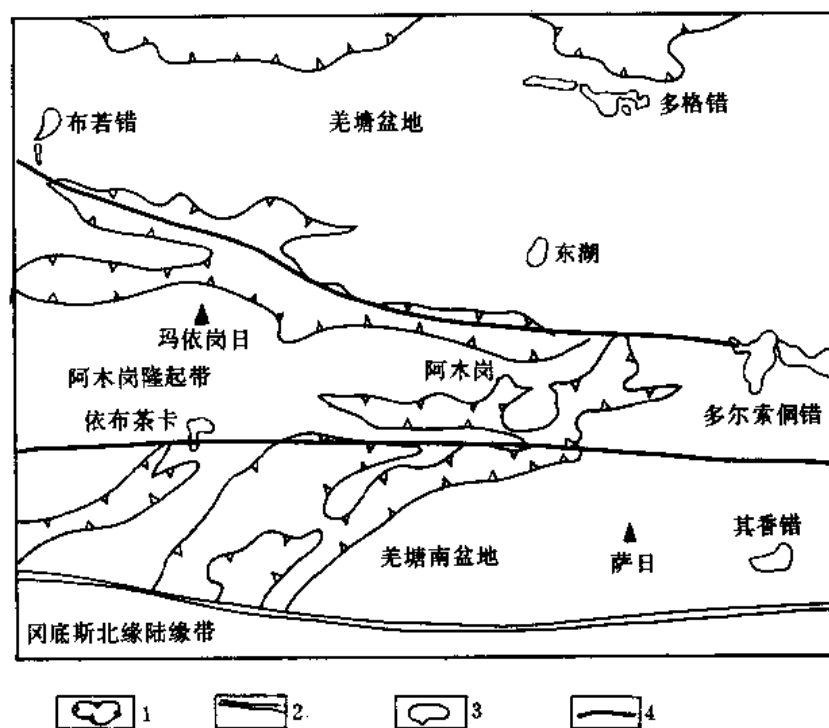 布若错
羌塘盆地
多格错
东湖
玛依岗日
阿木岗隆起带
阿木岗
依布茶卡
多尔索侗错
羌塘南盆地
萨日
其香错
冈底斯北缘陆缘带
1
2
3
4